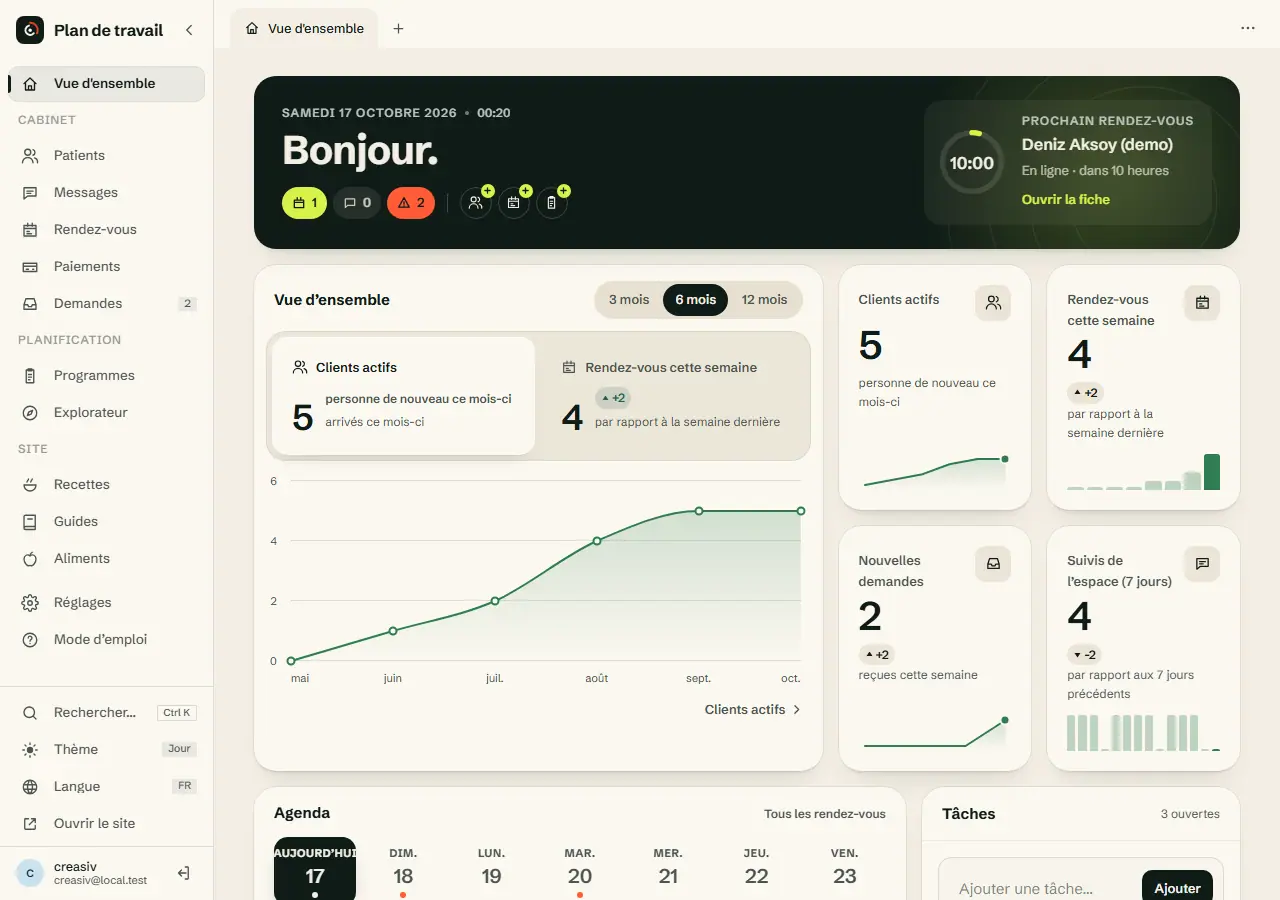 Plan de travail
Vue d'ensemble
Vue d'ensemble
CABINET
Patients
Messages
Rendez-vous
Paiements
Demandes 2
PLANIFICATION
Programmes
Explorateur
SITE
Recettes
Guides
Aliments
Réglages
Mode d'emploi
Rechercher... Ctrl K
Thème Jour
Langue FR
Ouvrir le site
C
creasiv
creasiv@local.test
SAMEDI 17 OCTOBRE 2026 • 00:20
Bonjour.
1 0 2
10:00
PROCHAIN RENDEZ-VOUS
Deniz Aksoy (demo)
En ligne · dans 10 heures
Ouvrir la fiche
Vue d’ensemble
3 mois 6 mois 12 mois
Clients actifs
5
personne de nouveau ce mois-ci
arrivés ce mois-ci
Rendez-vous cette semaine
4
+2
par rapport à la semaine dernière
6
4
2
0
mai juin juil. août sept. oct.
Clients actifs
Clients actifs
5
personne de nouveau ce
mois-ci
Rendez-vous
cette semaine
4
+2
par rapport à la
semaine dernière
Nouvelles
demandes
2
+2
reçues cette semaine
Suivis de
l’espace (7 jours)
4
-2
par rapport aux 7 jours
précédents
Agenda
Tous les rendez-vous
AUJOURD’HUI DIM. LUN. MAR. MER. JEU. VEN.
17 18 19 20 21 22 23
Tâches
3 ouvertes
Ajouter une tâche...
Ajouter